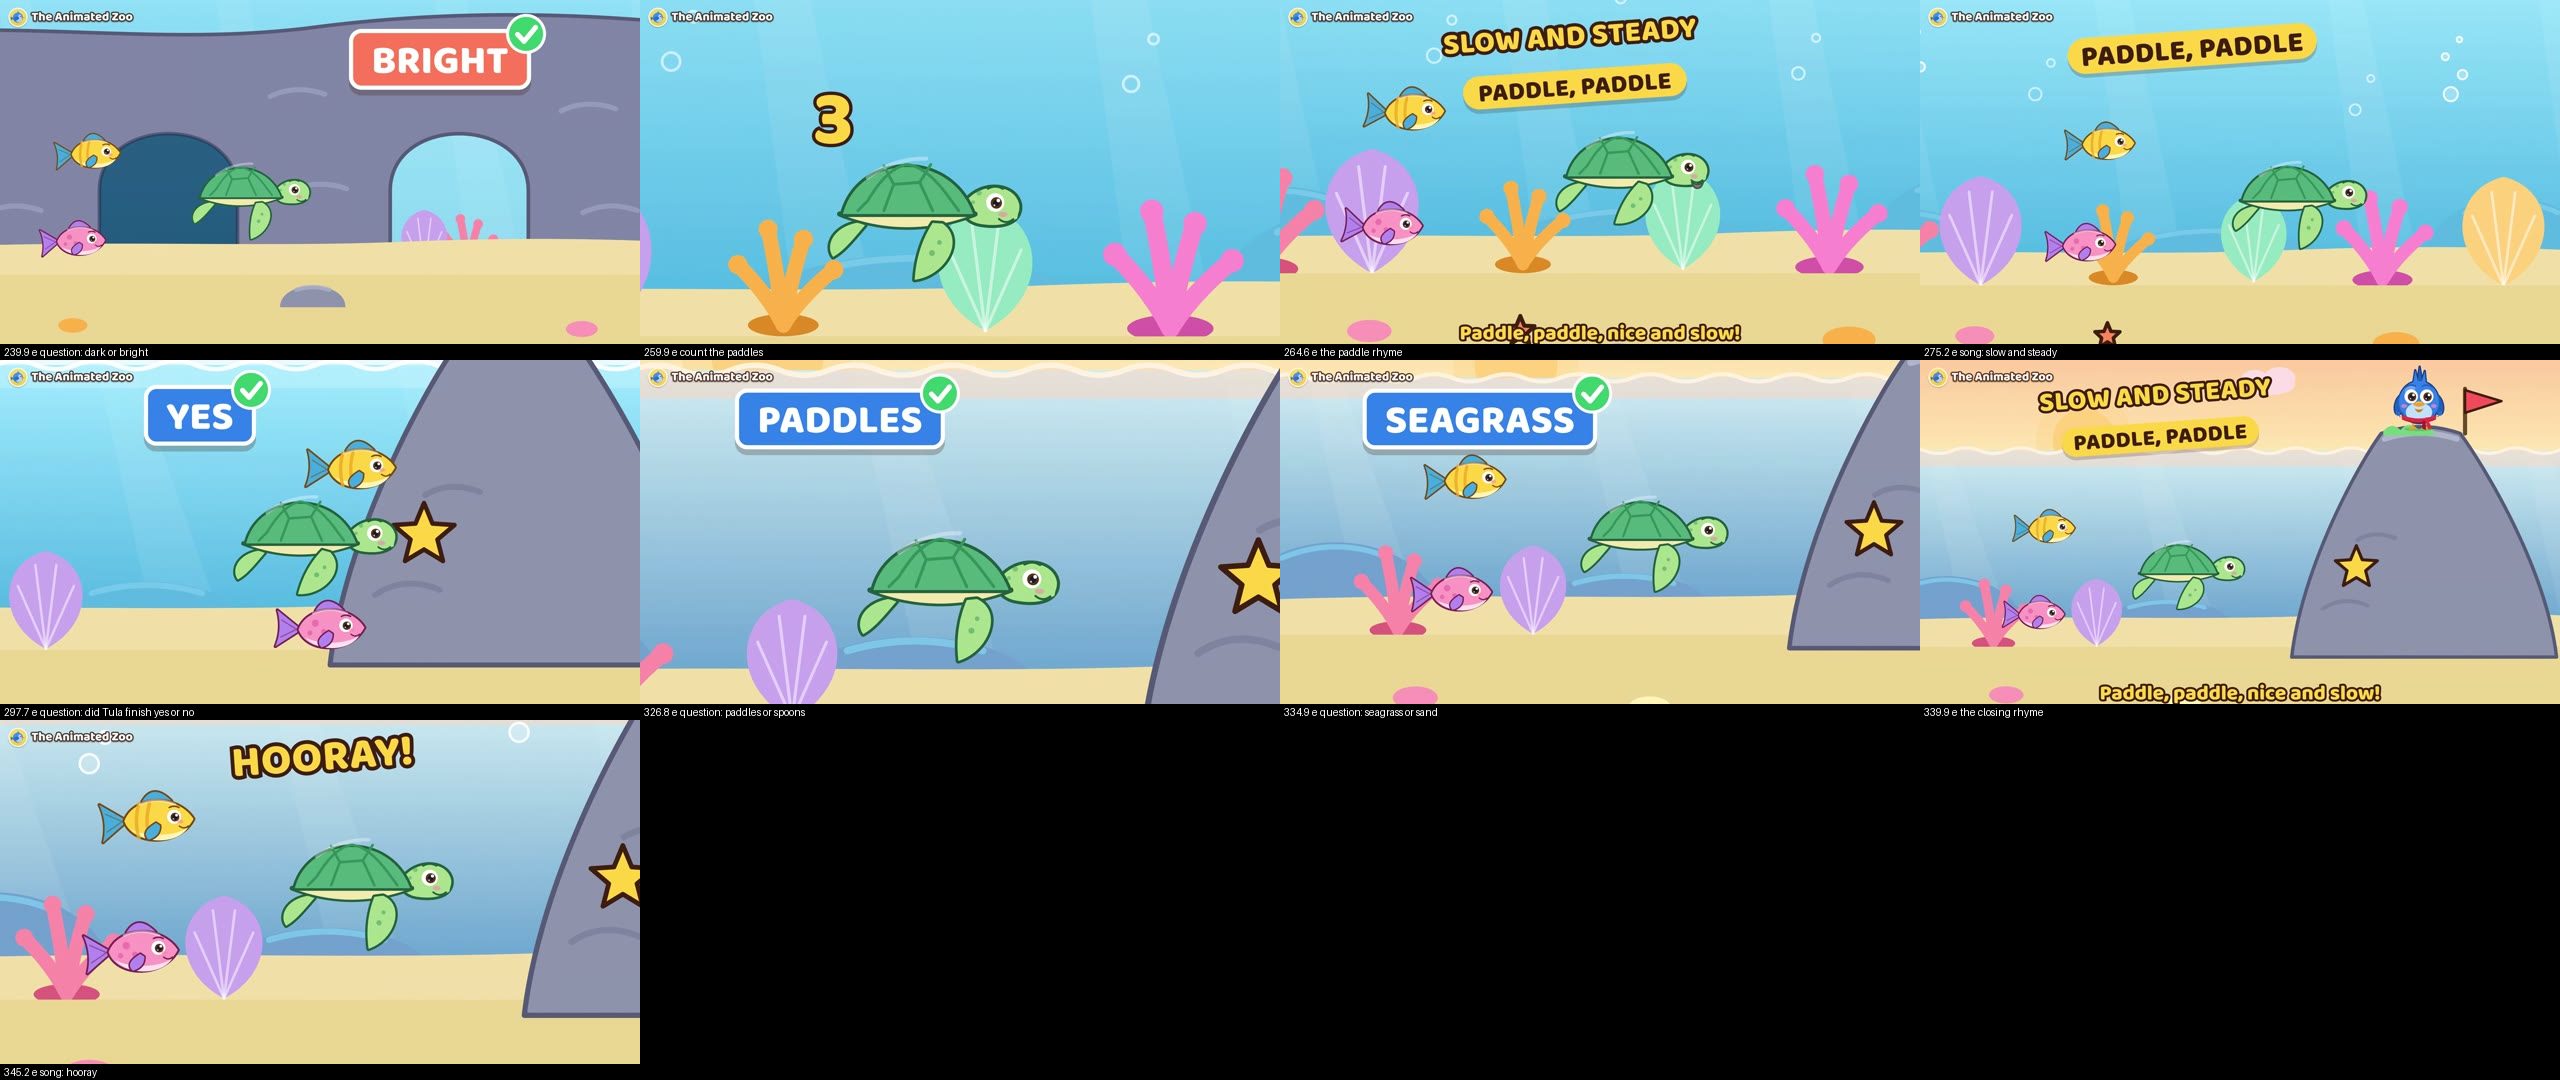 The Animated Zoo
BRIGHT
239.9 e question: dark or bright
The Animated Zoo
3
259.9 e count the paddles
The Animated Zoo
SLOW AND STEADY
PADDLE, PADDLE
Paddle, paddle, nice and slow!
264.6 e the paddle rhyme
The Animated Zoo
PADDLE, PADDLE
275.2 e song: slow and steady
The Animated Zoo
YES
297.7 e question: did Tula finish yes or no
The Animated Zoo
PADDLES
326.8 e question: paddles or spoons
The Animated Zoo
SEAGRASS
334.9 e question: seagrass or sand
The Animated Zoo
SLOW AND STEADY
PADDLE, PADDLE
Paddle, paddle, nice and slow!
339.9 e the closing rhyme
The Animated Zoo
HOORAY!
345.2 e song: hooray